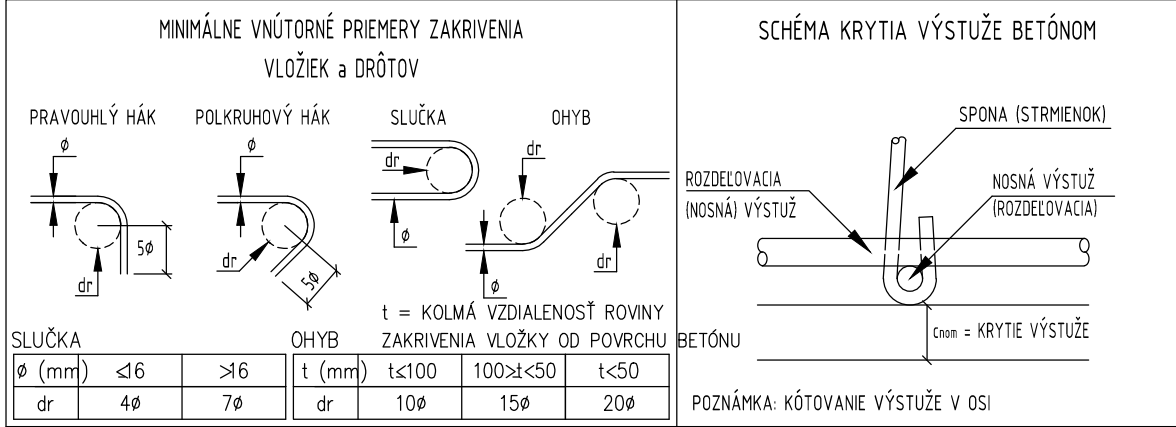 MINIMÁLNE VNÚTORNÉ PRIEMERY ZAKRIVENIA
VLOŽIEK a DRÔTOV
PRAVOUHLÝ HÁK
POLKRUHOVÝ HÁK
SLUČKA
OHYB
ø
5ø
dr
ø
5ø
dr
dr
ø
dr
ø
dr
t = KOLMÁ VZDIALENOSŤ ROVINY
ZAKRIVENIA VLOŽKY OD POVRCHU BETÓNU
SLUČKA
ø (mm) ≤16 >16
dr 4ø 7ø
OHYB
t (mm) t≤100 100>t<50 t<50
dr 10ø 15ø 20ø
SCHÉMA KRYTIA VÝSTUŽE BETÓNOM
SPONA (STRMIENOK)
ROZDEĽOVACIA
(NOSNÁ) VÝSTUŽ
NOSNÁ VÝSTUŽ
(ROZDEĽOVACIA)
Cnom = KRYTIE VÝSTUŽE
POZNÁMKA: KÓTOVANIE VÝSTUŽE V OSI